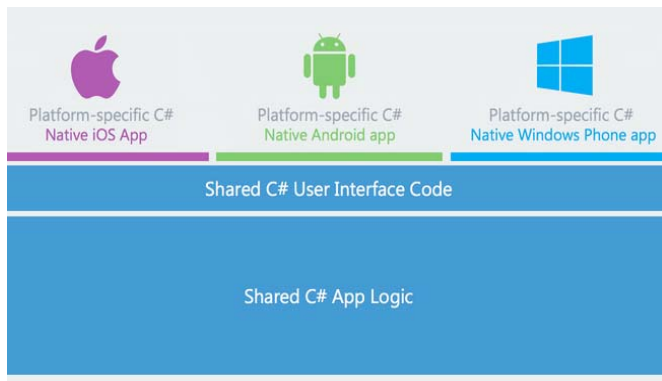 Platform-specific C#
Native iOS App
Platform-specific C#
Native Android app
Platform-specific C#
Native Windows Phone app
Shared C# User Interface Code
Shared C# App Logic